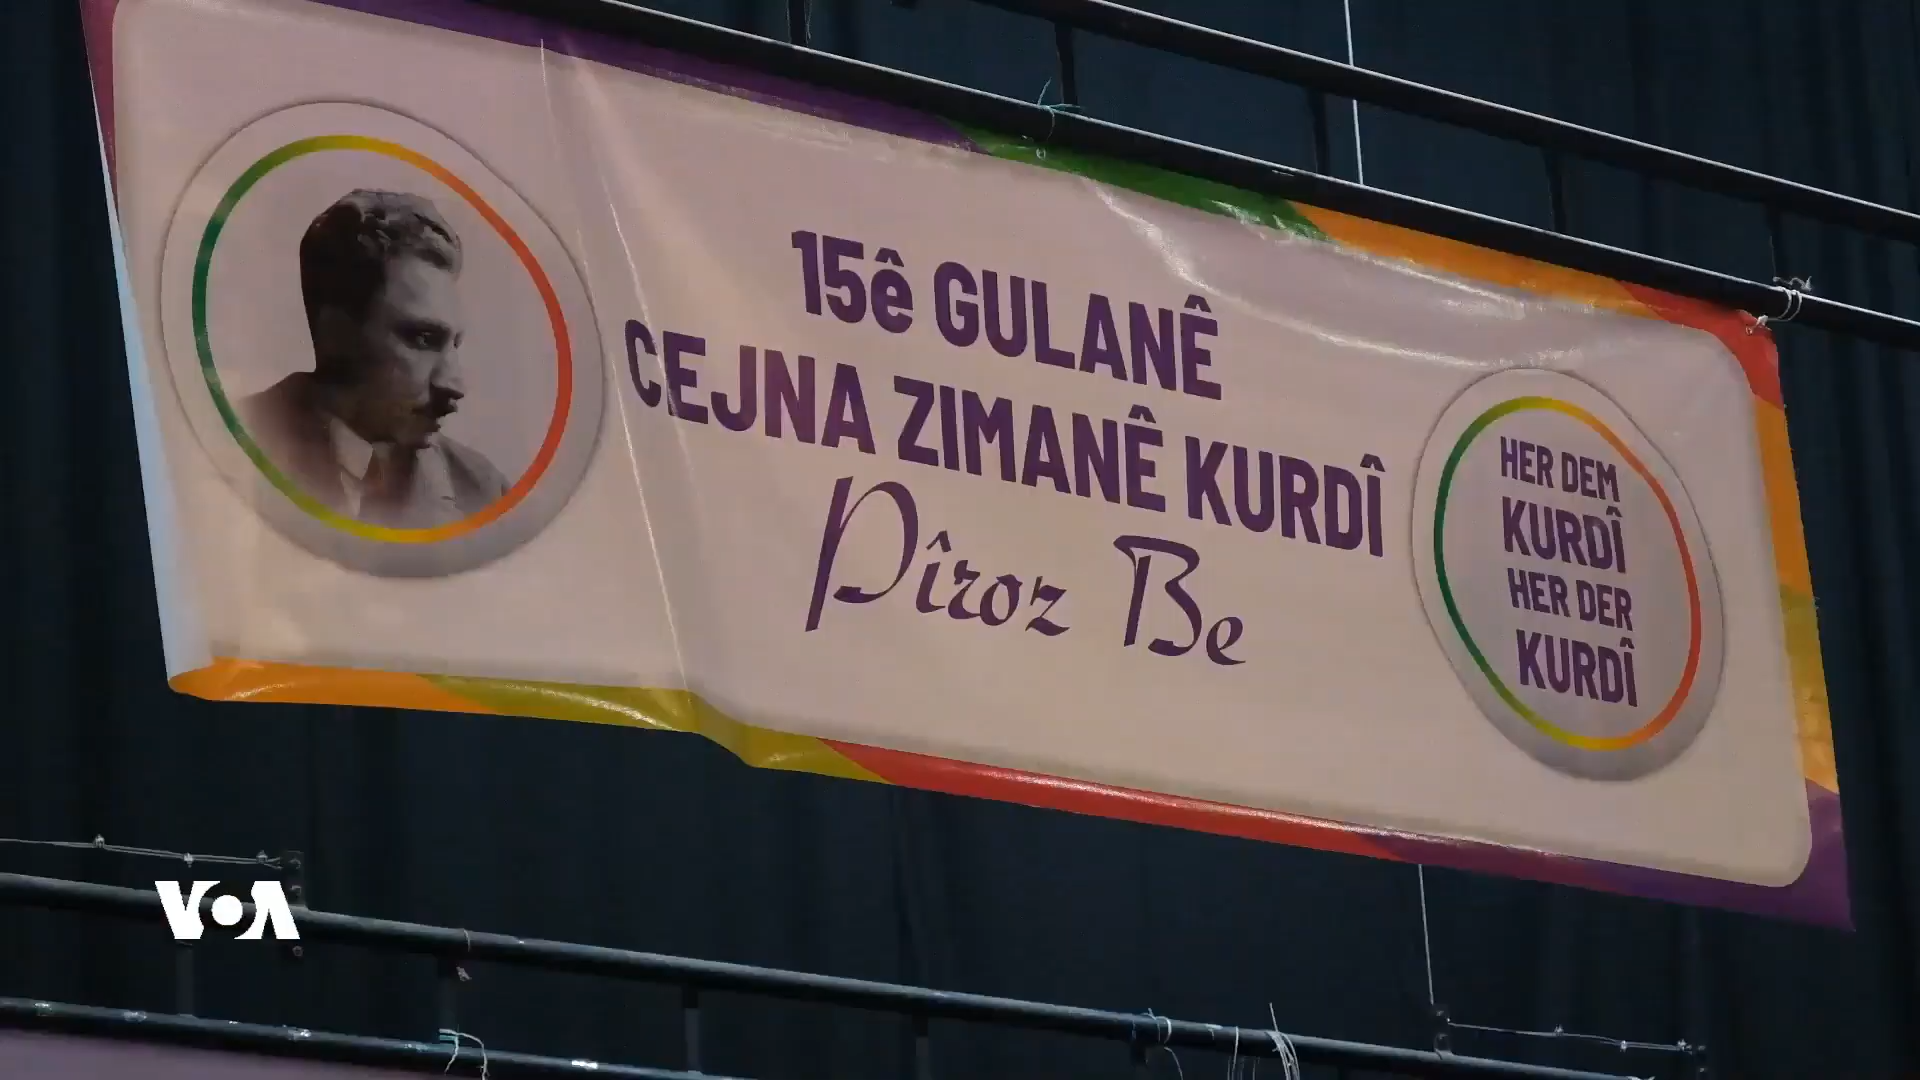 15ê GULANÊ
CEJNA ZIMANÊ KURDÎ
Pîroz Be
HER DEM
KURDÎ
HER DER
KURDÎ
VOA